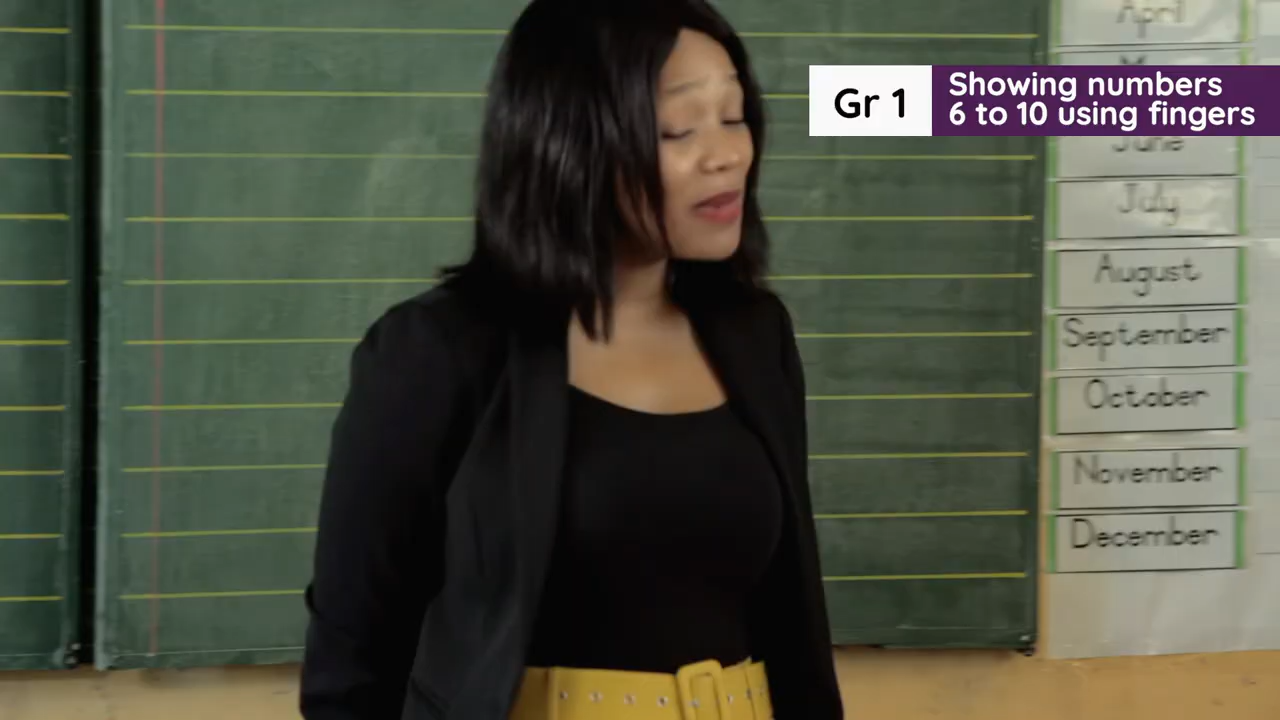 April
Gr 1
Showing numbers
6 to 10 using fingers
June
July
August
September
October
November
December